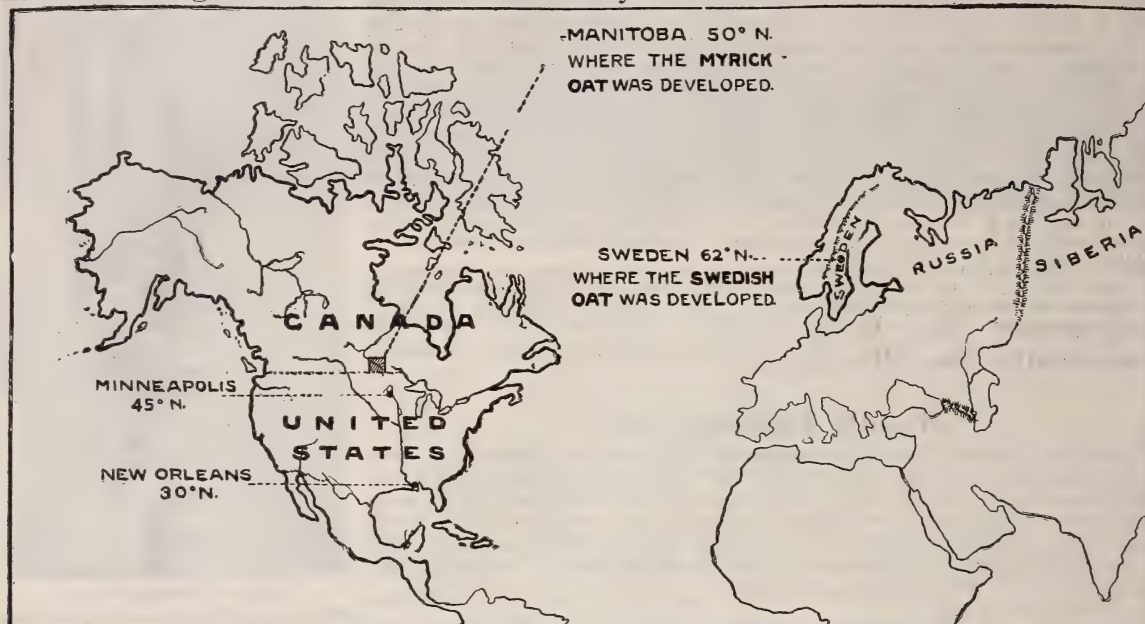 -MANITOBA 50° N.
WHERE THE MYRICK -
OAT WAS DEVELOPED.
SWEDEN 62° N...
WHERE THE SWEDISH
OAT WAS DEVELOPED.
SWEDEN
RUSSIA
SIBERIA
CANADA
MINNEAPOLIS
45° N.
UNITED
STATES
NEW ORLEANS
30° N.